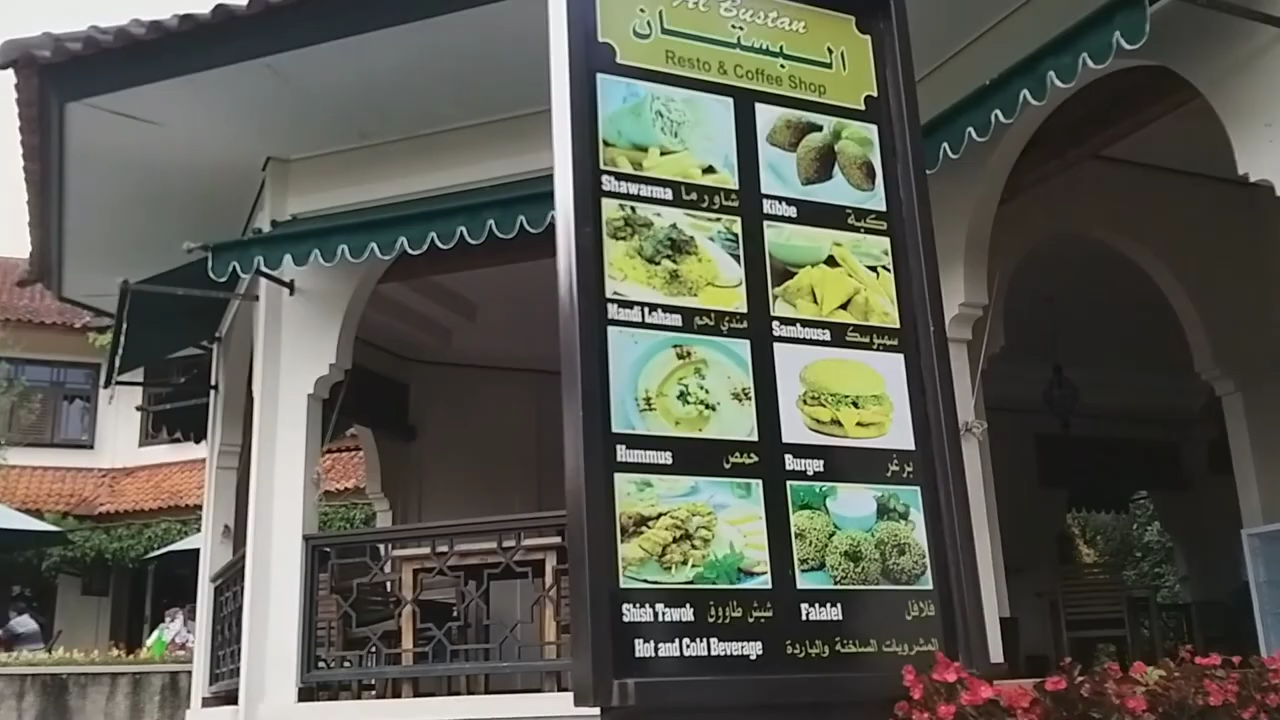 Al Bustan
البستان
Resto & Coffee Shop
Shawarma شاورما
Kibbe كبة
Mandi Laham مندي لحم
Sambousa سمبوسك
Hummus حمص
Burger برغر
Shish Tawok شيش طاووق
Falafel فلافل
Hot and Cold Beverage المشروبات الساخنة والباردة